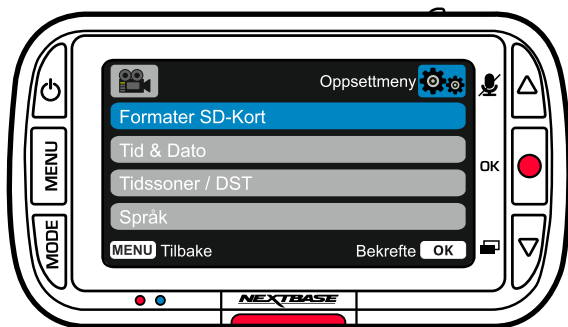 Oppsettmeny
Formater SD-Kort
Tid & Dato
Tidssoner / DST
Språk
MENU Tilbake Bekrefte OK
MENU
MODE
OK
NEXTBASE